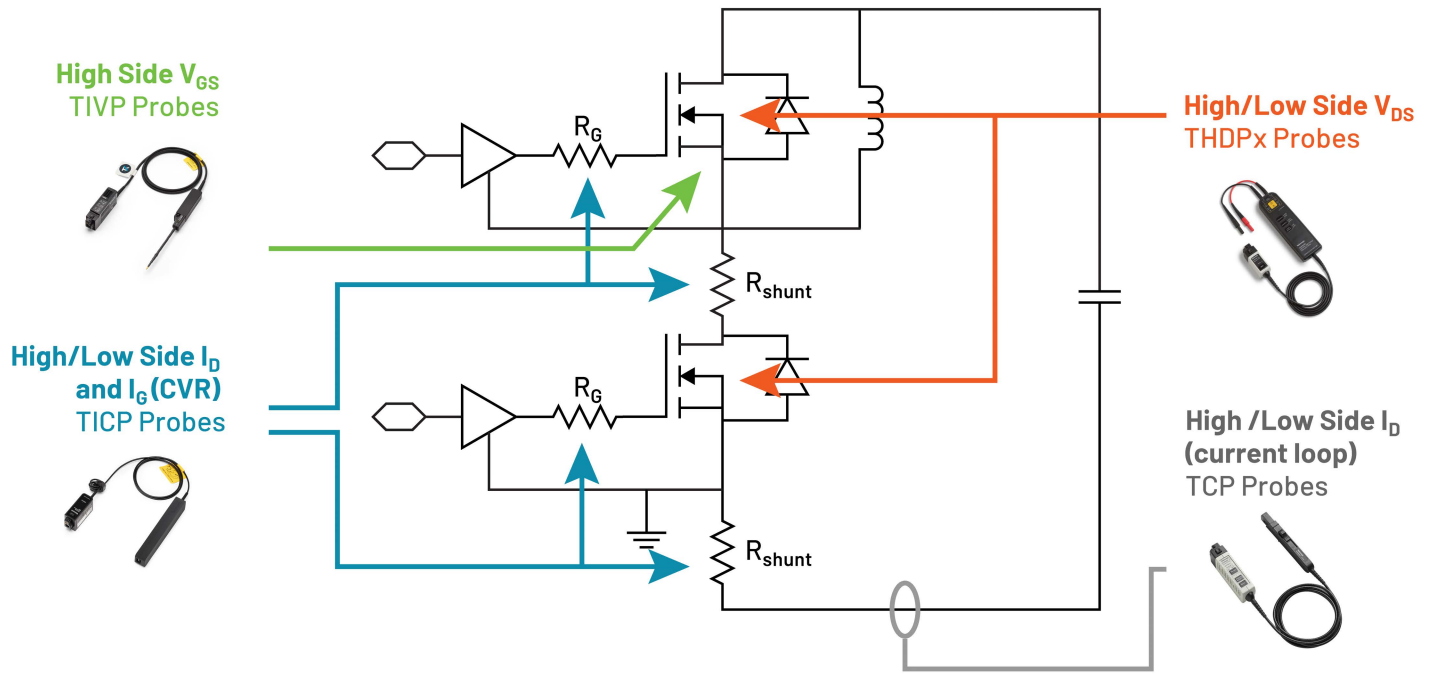 High Side VGS
TIVP Probes
High/Low Side ID
and IG (CVR)
TICP Probes
RG
Rshunt
RG
Rshunt
High/Low Side VDS
THDPx Probes
High /Low Side ID
(current loop)
TCP Probes